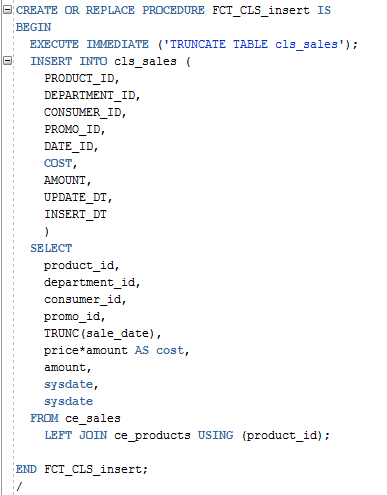 CREATE OR REPLACE PROCEDURE FCT_CLS_insert IS
BEGIN
  EXECUTE IMMEDIATE ('TRUNCATE TABLE cls_sales');
  INSERT INTO cls_sales (
    PRODUCT_ID,
    DEPARTMENT_ID,
    CONSUMER_ID,
    PROMO_ID,
    DATE_ID,
    COST,
    AMOUNT,
    UPDATE_DT,
    INSERT_DT
    )
  SELECT
    product_id,
    department_id,
    consumer_id,
    promo_id,
    TRUNC(sale_date),
    price*amount AS cost,
    amount,
    sysdate,
    sysdate
  FROM ce_sales
    LEFT JOIN ce_products USING (product_id);

END FCT_CLS_insert;
/